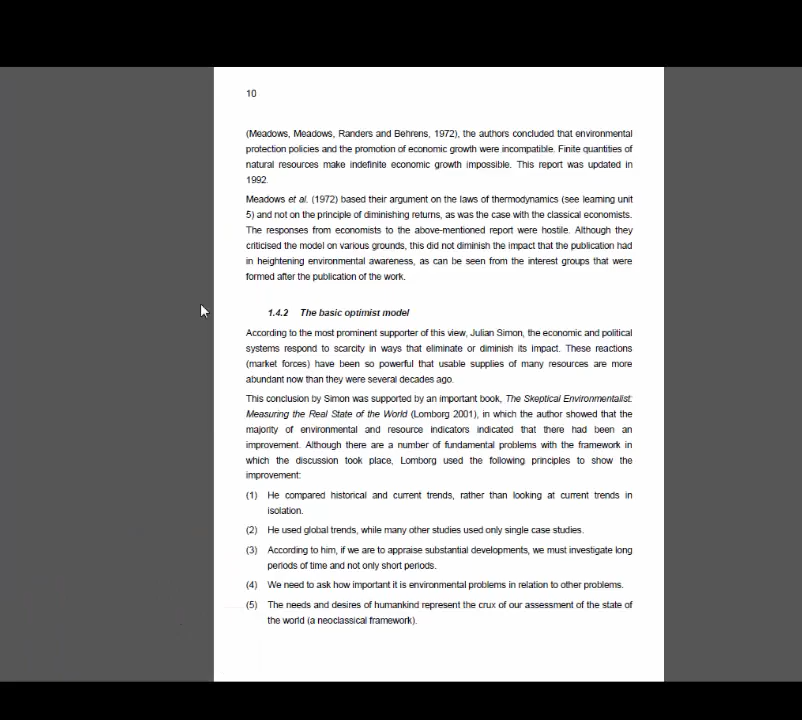 10
(Meadows, Meadows, Randers and Behrens, 1972), the authors concluded that environmental
protection policies and the promotion of economic growth were incompatible. Finite quantities of
natural resources make indefinite economic growth impossible. This report was updated in
1992.
Meadows et al. (1972) based their argument on the laws of thermodynamics (see learning unit
5) and not on the principle of diminishing returns, as was the case with the classical economists.
The responses from economists to the above-mentioned report were hostile. Although they
criticised the model on various grounds, this did not diminish the impact that the publication had
in heightening environmental awareness, as can be seen from the interest groups that were
formed after the publication of the work.
1.4.2 The basic optimist model
According to the most prominent supporter of this view, Julian Simon, the economic and political
systems respond to scarcity in ways that eliminate or diminish its impact. These reactions
(market forces) have been so powerful that usable supplies of many resources are more
abundant now than they were several decades ago.
This conclusion by Simon was supported by an important book, The Skeptical Environmentalist:
Measuring the Real State of the World (Lomborg 2001), in which the author showed that the
majority of environmental and resource indicators indicated that there had been an
improvement. Although there are a number of fundamental problems with the framework in
which the discussion took place, Lomborg used the following principles to show the
improvement:
(1) He compared historical and current trends, rather than looking at current trends in
isolation.
(2) He used global trends, while many other studies used only single case studies.
(3) According to him, if we are to appraise substantial developments, we must investigate long
periods of time and not only short periods.
(4) We need to ask how important it is environmental problems in relation to other problems.
(5) The needs and desires of humankind represent the crux of our assessment of the state of
the world (a neoclassical framework).